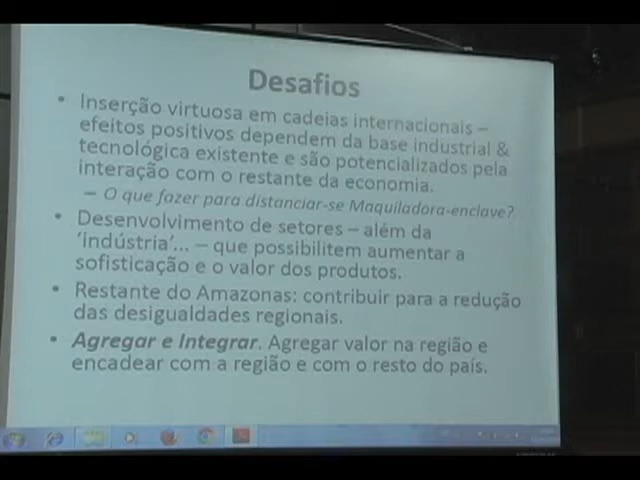 Desafios
• Inserção virtuosa em cadeias internacionais –
efeitos positivos dependem da base industrial &
tecnológica existente e são potencializados pela
interação com o restante da economia.
– O que fazer para distanciar-se Maquiladora-enclave?
• Desenvolvimento de setores – além da
'indústria'... – que possibilitem aumentar a
sofisticação e o valor dos produtos.
• Restante do Amazonas: contribuir para a redução
das desigualdades regionais.
• Agregar e Integrar. Agregar valor na região e
encadear com a região e com o resto do país.